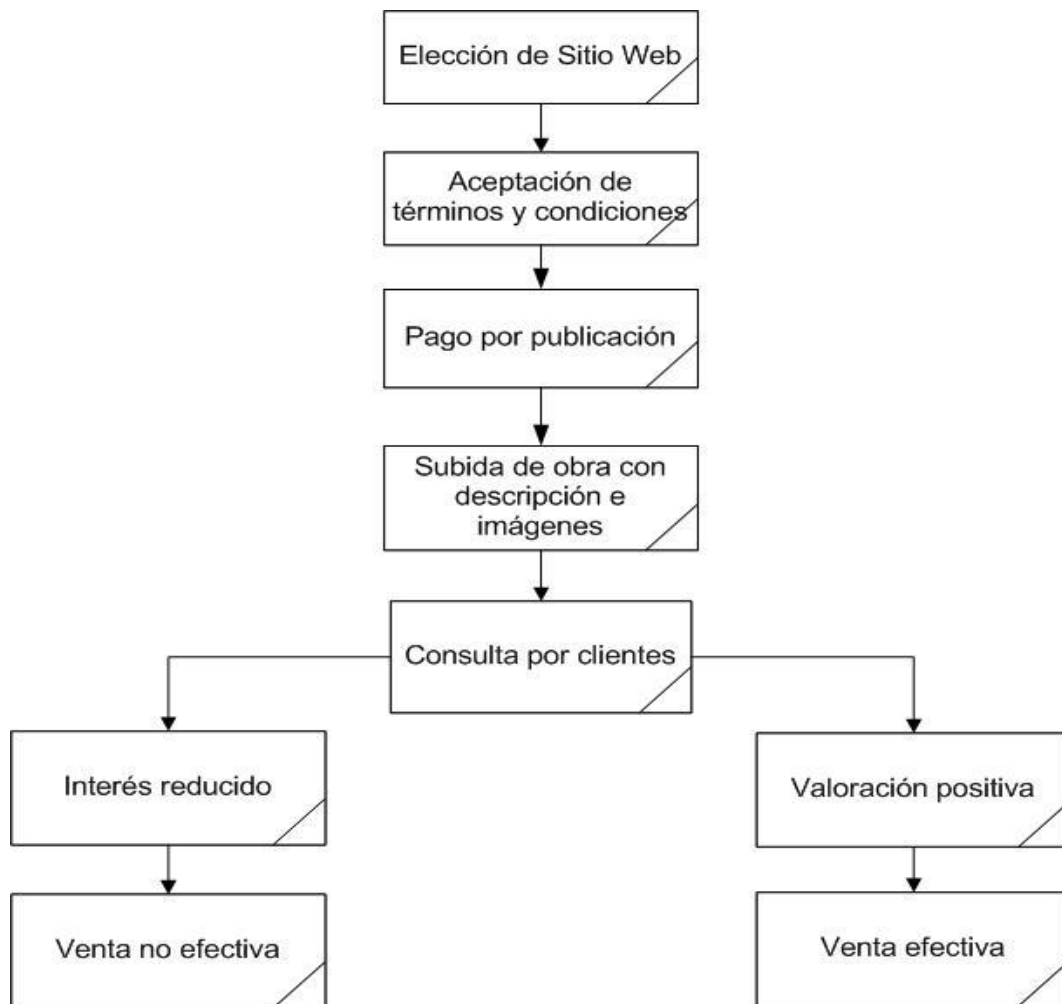 Elección de Sitio Web
Aceptación de
términos y condiciones
Pago por publicación
Subida de obra con
descripción e
imágenes
Consulta por clientes
Interés reducido
Valoración positiva
Venta no efectiva
Venta efectiva